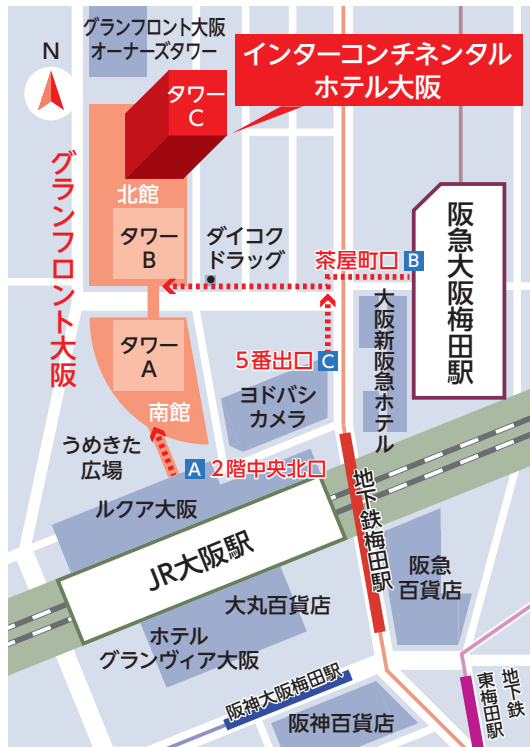 グランフロント大阪
オーナーズタワー
N
インターコンチネンタル
ホテル大阪
タワー
C
グランフロント大阪
北館
タワー
B
ダイコク
ドラッグ
茶屋町口 B
阪急大阪梅田駅
タワー
A
南館
5番出口 C
大阪新阪急ホテル
ヨドバシ
カメラ
うめきた
広場
A 2階中央北口
ルクア大阪
地下鉄梅田駅
JR大阪駅
阪急
百貨店
大丸百貨店
ホテル
グランヴィア大阪
阪神大阪梅田駅
阪神百貨店
地下鉄
東梅田駅